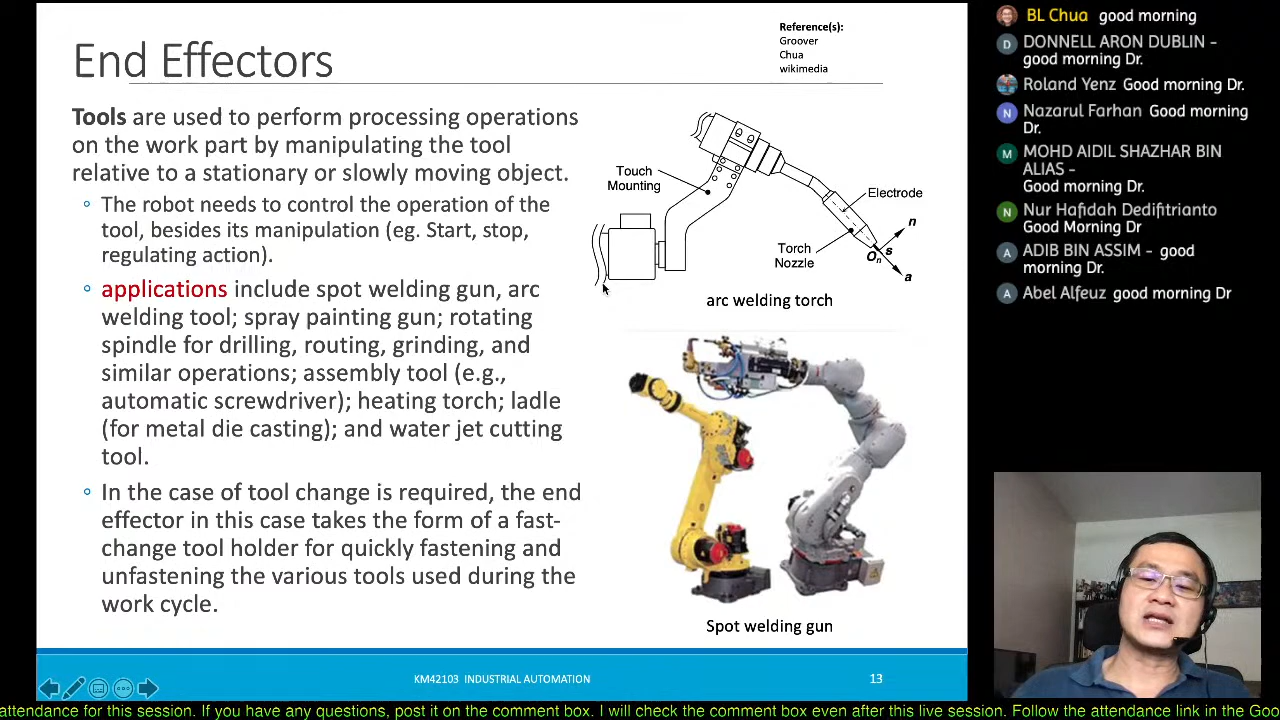 End Effectors
Reference(s):
Groover
Chua
wikimedia
Tools are used to perform processing operations
on the work part by manipulating the tool
relative to a stationary or slowly moving object.
The robot needs to control the operation of the
tool, besides its manipulation (eg. Start, stop,
regulating action).
applications include spot welding gun, arc
welding tool; spray painting gun; rotating
spindle for drilling, routing, grinding, and
similar operations; assembly tool (e.g.,
automatic screwdriver); heating torch; ladle
(for metal die casting); and water jet cutting
tool.
In the case of tool change is required, the end
effector in this case takes the form of a fast-
change tool holder for quickly fastening and
unfastening the various tools used during the
work cycle.
Touch
Mounting
Electrode
Torch
Nozzle
n
s
On
a
arc welding torch
Spot welding gun
KM42103 INDUSTRIAL AUTOMATION
13
BL Chua good morning
D DONNELL ARON DUBLIN -
good morning Dr.
Roland Yenz Good morning Dr.
N Nazarul Farhan Good morning
Dr.
M MOHD AIDIL SHAZHAR BIN
ALIAS -
Good morning Dr.
N Nur Hafidah Dedifitrianto
Good Morning Dr
A ADIB BIN ASSIM - good
morning Dr.
A Abel Alfeuz good morning Dr
attendance for this session. If you have any questions, post it on the comment box. I will check the comment box even after this live session. Follow the attendance link in the Goo